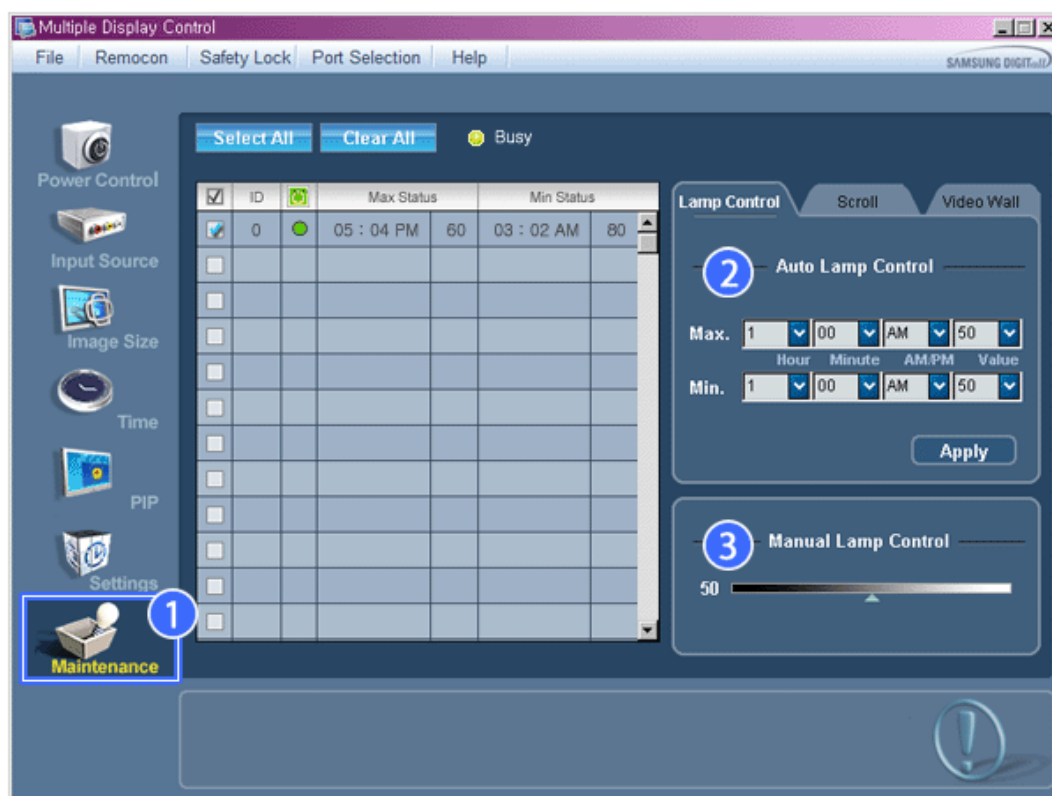 Multiple Display Control
File Remocon Safety Lock Port Selection Help
SAMSUNG DIGITall
Select All Clear All Busy
Power Control
Input Source
Image Size
Time
PIP
Settings
1
Maintenance
ID Max Status Min Status
0 05 : 04 PM 60 03 : 02 AM 80
Lamp Control Scroll Video Wall
2 Auto Lamp Control
Max. 1 00 AM 50
Hour Minute AM/PM Value
Min. 1 00 AM 50
Apply
3 Manual Lamp Control
50